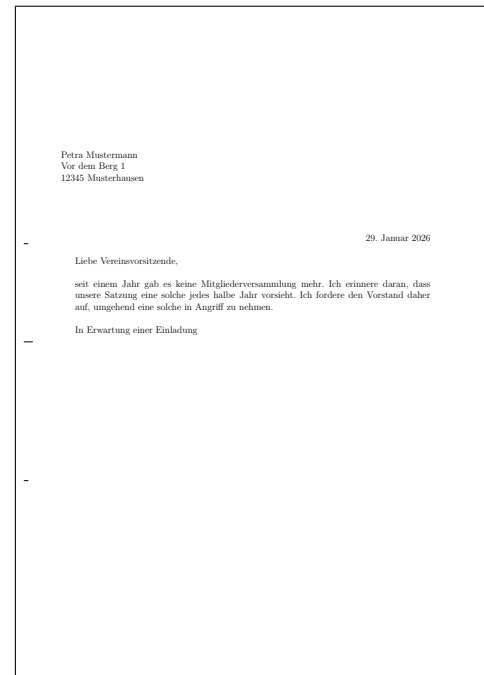 Petra Mustermann
Vor dem Berg 1
12345 Musterhausen
29. Januar 2026
Liebe Vereinsvorsitzende,
seit einem Jahr gab es keine Mitgliederversammlung mehr. Ich erinnere daran, dass
unsere Satzung eine solche jedes halbe Jahr vorsieht. Ich fordere den Vorstand daher
auf, umgehend eine solche in Angriff zu nehmen.
In Erwartung einer Einladung